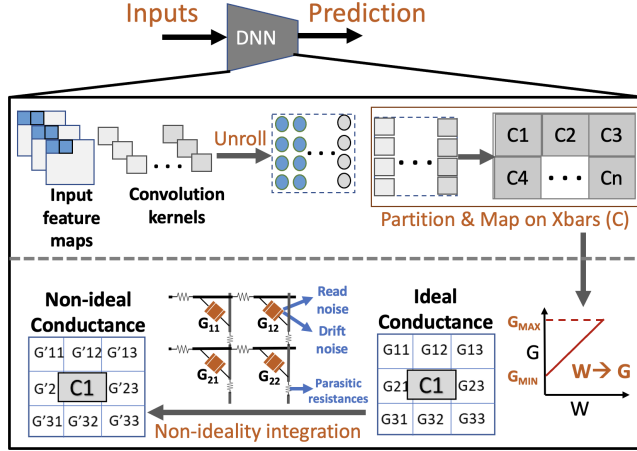 Inputs
Prediction
DNN
Unroll
Input
feature
maps
Convolution
kernels
C1 C2 C3
C4 ... Cn
Partition & Map on Xbars (C)
Non-ideal
Conductance
G'11 G'12 G'13
G'2 C1 G'23
G'31 G'32 G'33
G11 G12
G21 G22
Read
noise
Drift
noise
Parasitic
resistances
Non-ideality integration
Ideal
Conductance
G11 G12 G13
G21 C1 G23
G31 G32 G33
GMAX
G
GMIN
W→G
W